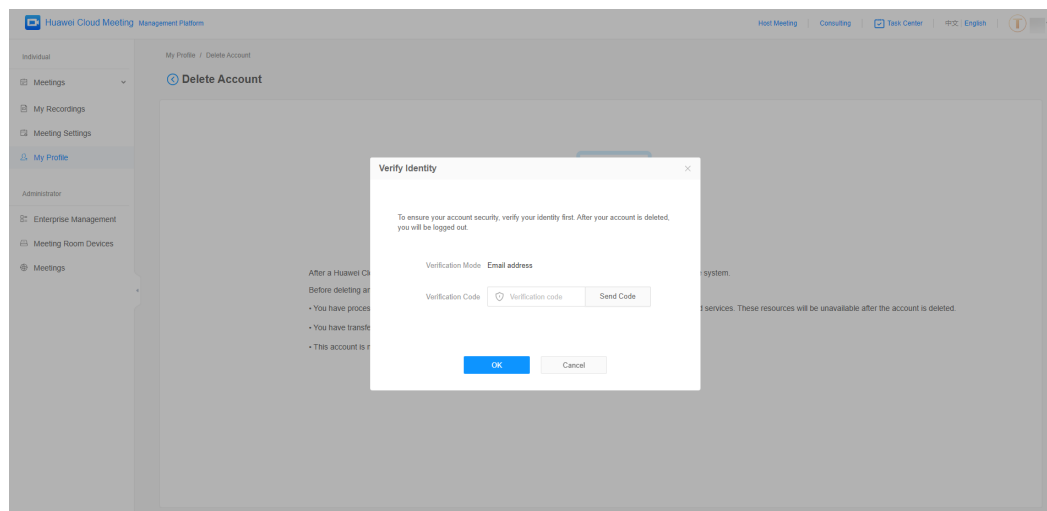 Huawei Cloud Meeting Management Platform
Host Meeting Consulting Task Center 中文 English
Individual
Meetings
My Recordings
Meeting Settings
My Profile
Administrator
Enterprise Management
Meeting Room Devices
Meetings
My Profile / Delete Account
Delete Account
Verify Identity
To ensure your account security, verify your identity first. After your account is deleted,
you will be logged out.
Verification Mode Email address
Verification Code Verification code Send Code
OK Cancel
After a Huawei Cl system.
Before deleting an
• You have proces d services. These resources will be unavailable after the account is deleted.
• You have transfe
• This account is